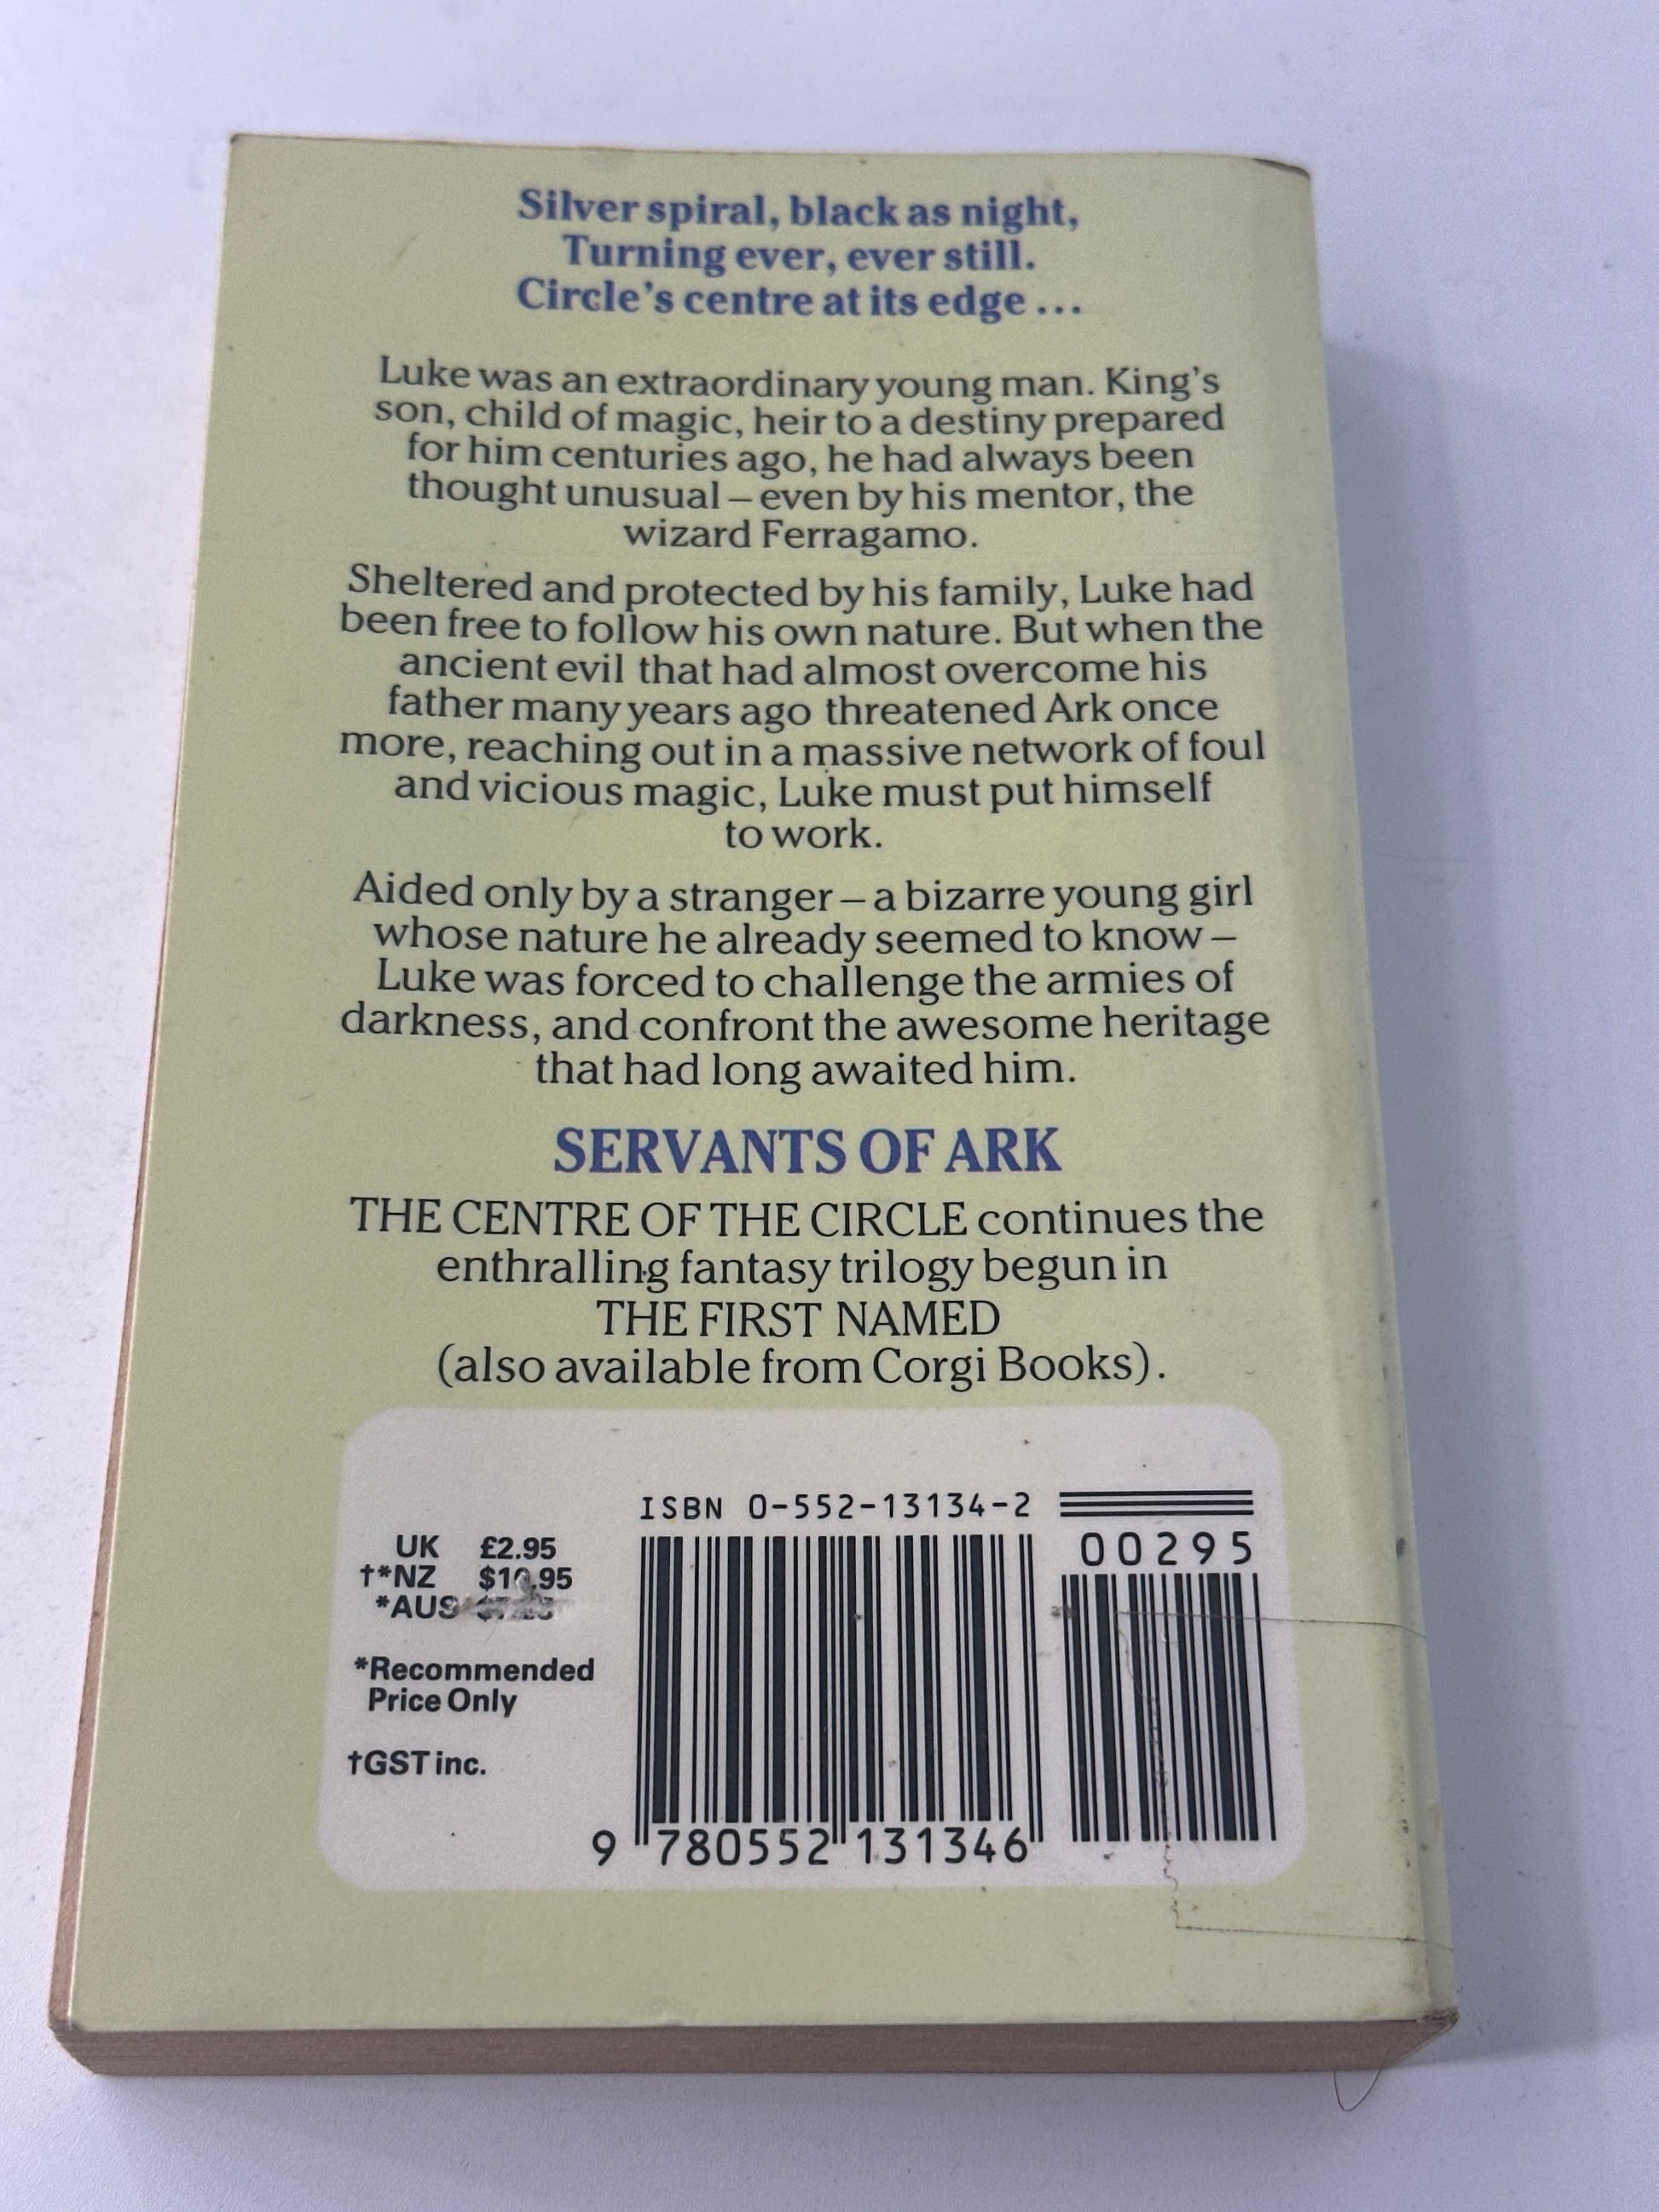 Silver spiral, black as night,
Turning ever, ever still.
Circle's centre at its edge ...
Luke was an extraordinary young man. King's
son, child of magic, heir to a destiny prepared
for him centuries ago, he had always been
thought unusual – even by his mentor, the
wizard Ferragamo.
Sheltered and protected by his family, Luke had
been free to follow his own nature. But when the
ancient evil that had almost overcome his
father many years ago threatened Ark once
more, reaching out in a massive network of foul
and vicious magic, Luke must put himself
to work.
Aided only by a stranger – a bizarre young girl
whose nature he already seemed to know –
Luke was forced to challenge the armies of
darkness, and confront the awesome heritage
that had long awaited him.
SERVANTS OF ARK
THE CENTRE OF THE CIRCLE continues the
enthralling fantasy trilogy begun in
THE FIRST NAMED
(also available from Corgi Books).
ISBN 0-552-13134-2
00295
UK £2.95
†*NZ $10.95
*AUS
*Recommended
Price Only
†GST inc.
9 780552 131346